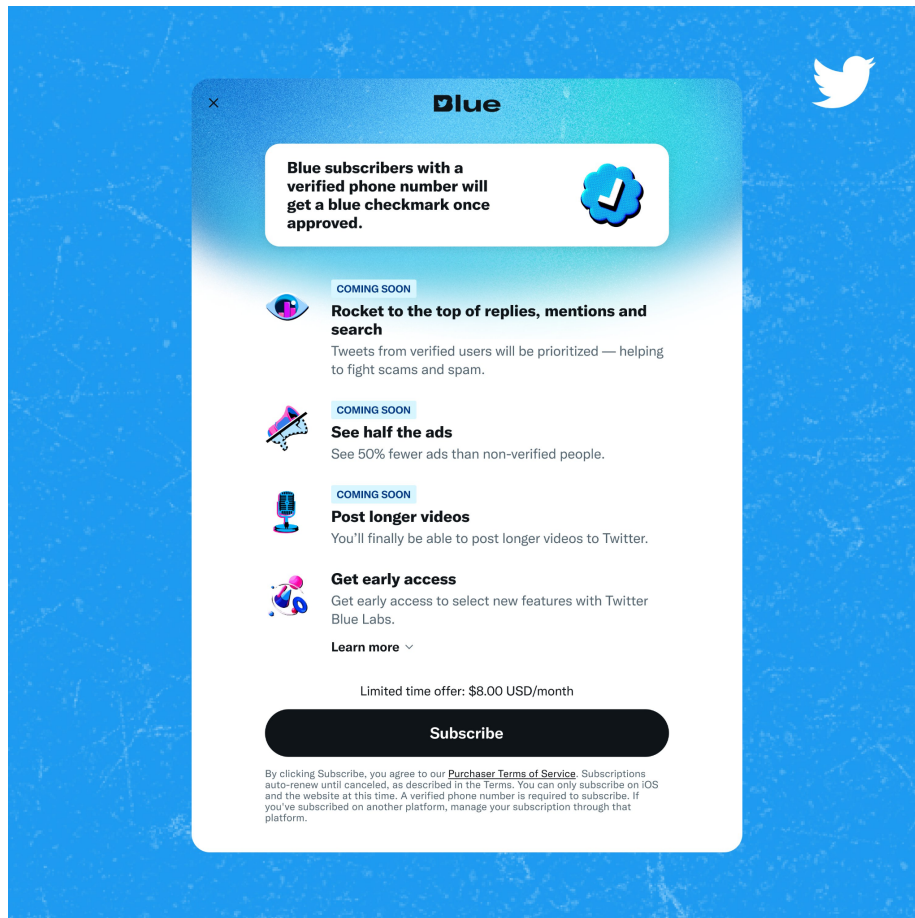 Blue
Blue subscribers with a
verified phone number will
get a blue checkmark once
approved.
COMING SOON
Rocket to the top of replies, mentions and
search
Tweets from verified users will be prioritized — helping
to fight scams and spam.
COMING SOON
See half the ads
See 50% fewer ads than non-verified people.
COMING SOON
Post longer videos
You’ll finally be able to post longer videos to Twitter.
Get early access
Get early access to select new features with Twitter
Blue Labs.
Learn more
Limited time offer: $8.00 USD/month
Subscribe
By clicking Subscribe, you agree to our Purchaser Terms of Service. Subscriptions
auto-renew until canceled, as described in the Terms. You can only subscribe on iOS
and the website at this time. A verified phone number is required to subscribe. If
you've subscribed on another platform, manage your subscription through that
platform.